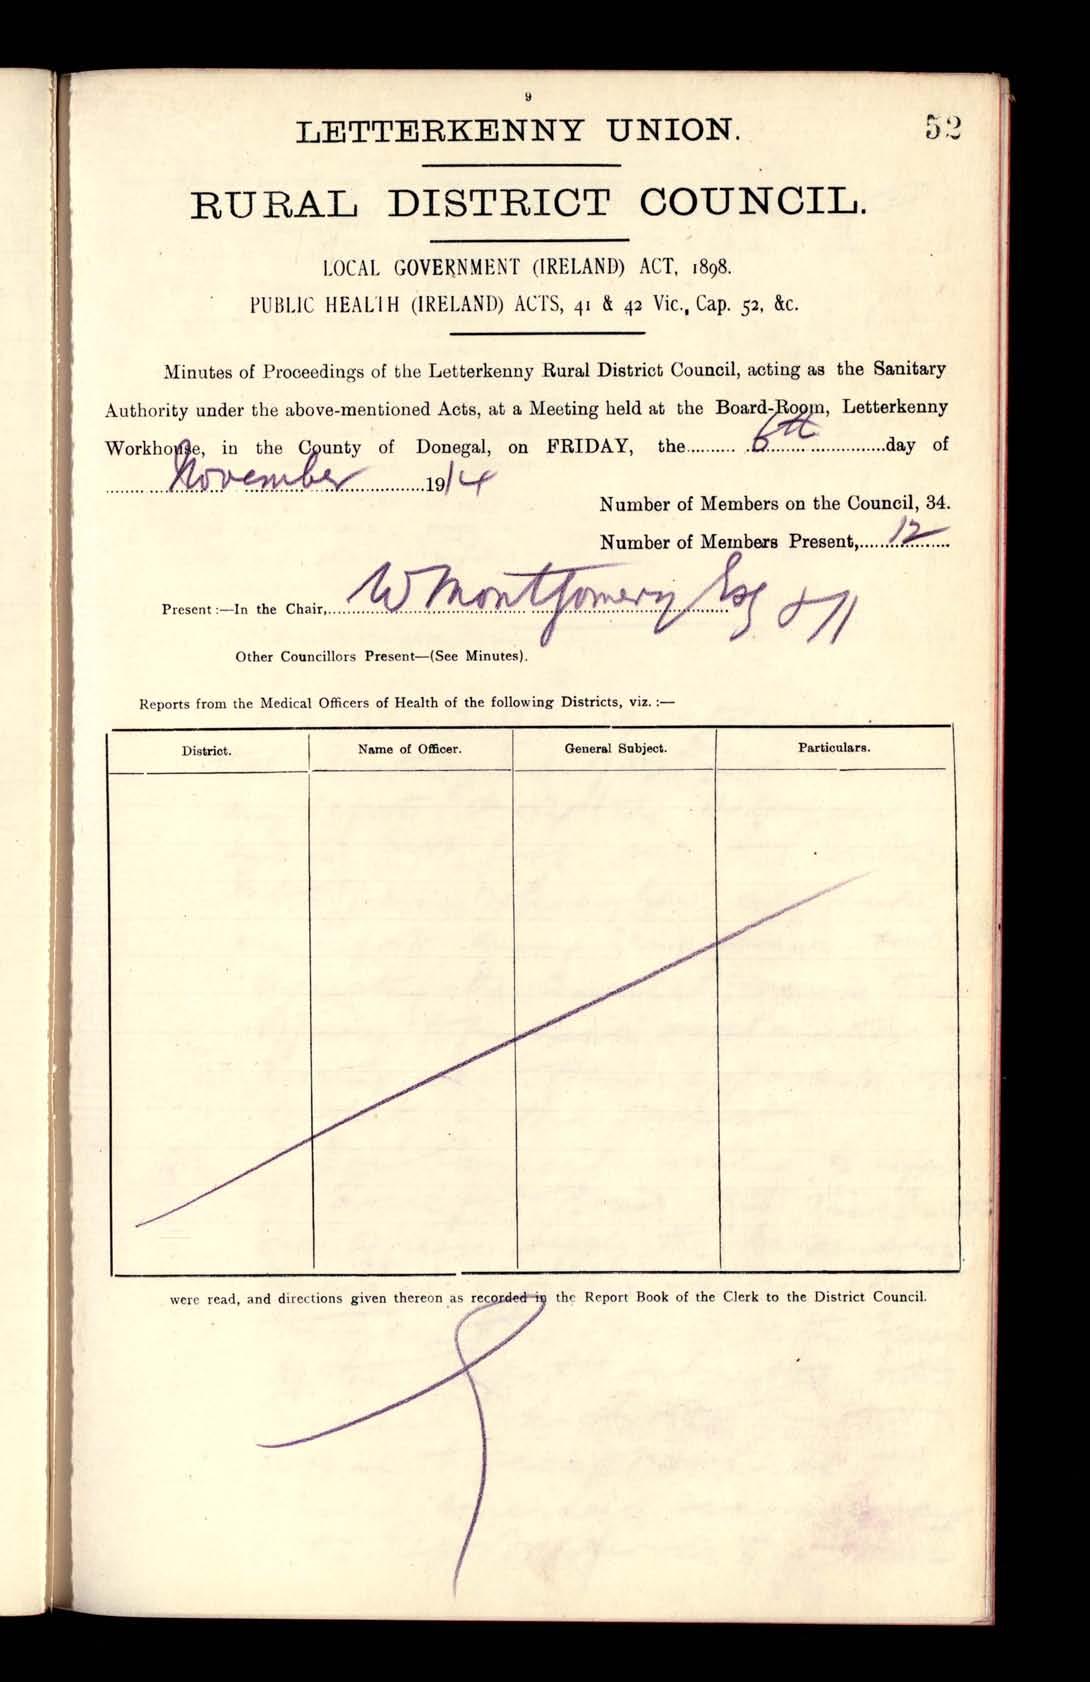 9
52
LETTERKENNY UNION.
RURAL DISTRICT COUNCIL.
LOCAL GOVERNMENT (IRELAND) ACT, 1898.
PUBLIC HEALTH (IRELAND) ACTS, 41 & 42 Vic., Cap. 52, &c.
Minutes of Proceedings of the Letterkenny Rural District Council, acting as the Sanitary
Authority under the above-mentioned Acts, at a Meeting held at the Board-Room, Letterkenny
Workhouse, in the County of Donegal, on FRIDAY, the 6th day of
November 1914
Number of Members on the Council, 34.
Number of Members Present, 12
Present :—In the Chair, W Montgomery Esq & 11
Other Councillors Present—(See Minutes).
Reports from the Medical Officers of Health of the following Districts, viz. :—
District. Name of Officer. General Subject. Particulars.
were read, and directions given thereon as recorded in the Report Book of the Clerk to the District Council.